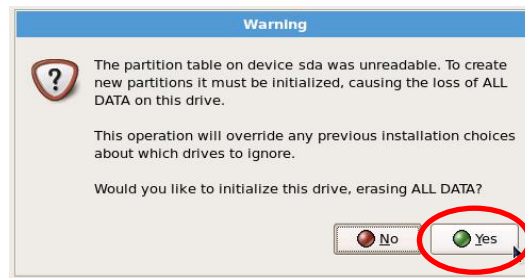 Warning
The partition table on device sda was unreadable. To create
new partitions it must be initialized, causing the loss of ALL
DATA on this drive.
This operation will override any previous installation choices
about which drives to ignore.
Would you like to initialize this drive, erasing ALL DATA?
No Yes